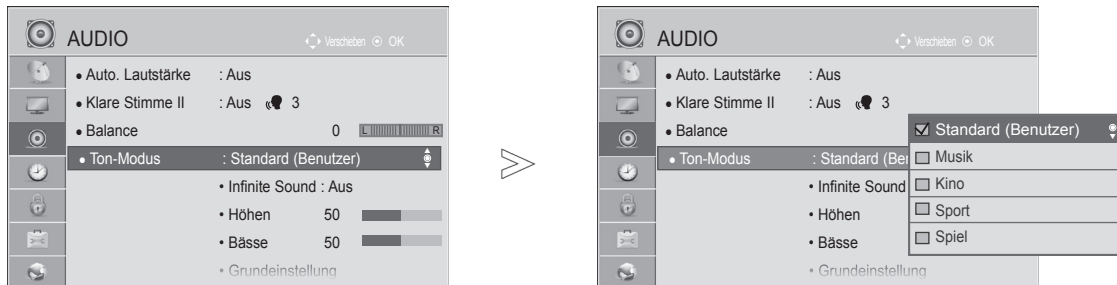 AUDIO
Verschieben OK
• Auto. Lautstärke : Aus
• Klare Stimme II : Aus 3
• Balance 0 L R
• Ton-Modus : Standard (Benutzer)
• Infinite Sound : Aus
• Höhen 50
• Bässe 50
• Grundeinstellung
AUDIO
Verschieben OK
• Auto. Lautstärke : Aus
• Klare Stimme II : Aus 3
• Balance
• Ton-Modus : Standard (Ber
• Infinite Sound
• Höhen
• Bässe
• Grundeinstellung
Standard (Benutzer)
Musik
Kino
Sport
Spiel